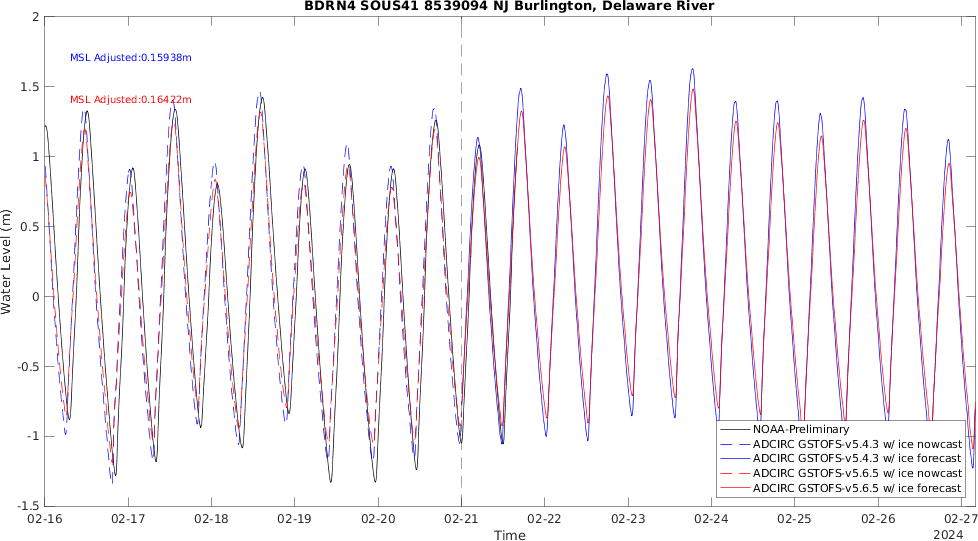 BDRN4 SOUS41 8539094 NJ Burlington, Delaware River
2
1.5
1
0.5
0
-0.5
-1
-1.5
Water Level (m)
MSL Adjusted:0.15938m
MSL Adjusted:0.16422m
NOAA-Preliminary
ADCIRC GSTOFS-v5.4.3 w/ ice nowcast
ADCIRC GSTOFS-v5.4.3 w/ ice forecast
ADCIRC GSTOFS-v5.6.5 w/ ice nowcast
ADCIRC GSTOFS-v5.6.5 w/ ice forecast
02-16 02-17 02-18 02-19 02-20 02-21 02-22 02-23 02-24 02-25 02-26 02-27
Time
2024